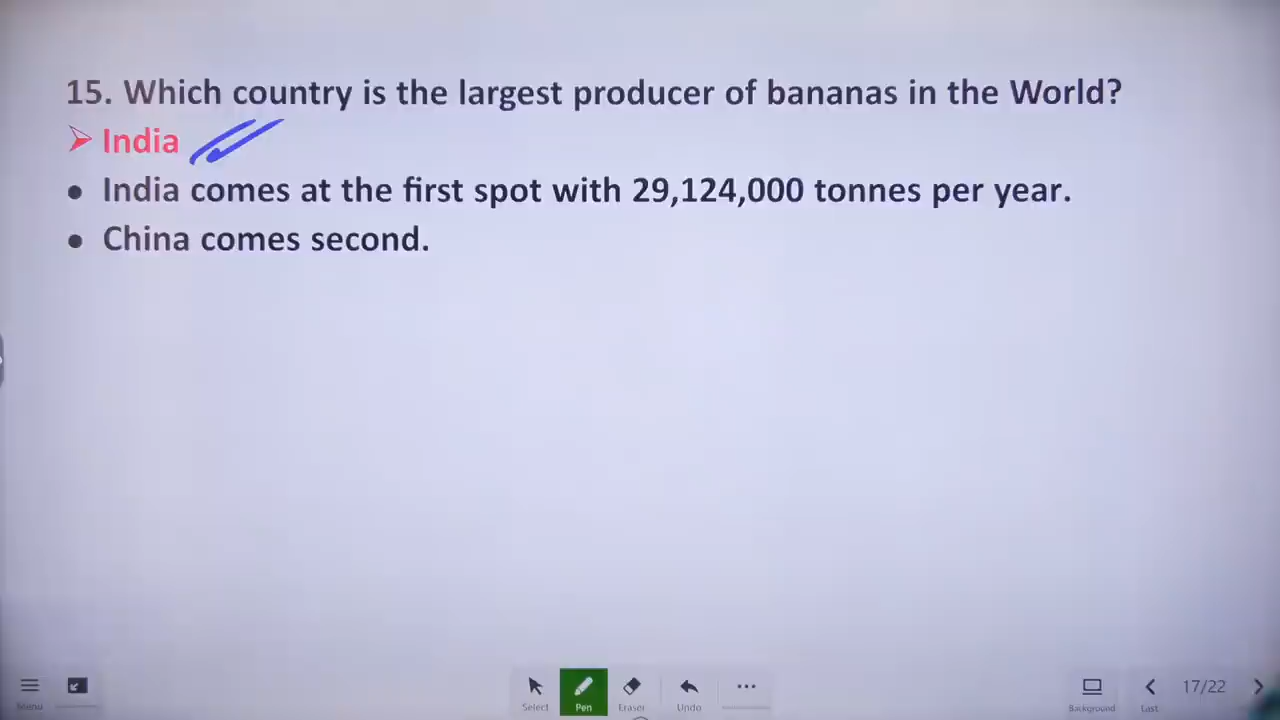 15. Which country is the largest producer of bananas in the World?
➢ India
• India comes at the first spot with 29,124,000 tonnes per year.
• China comes second.
Menu
Select
Pen
Eraser
Undo
Background
Last
17/22